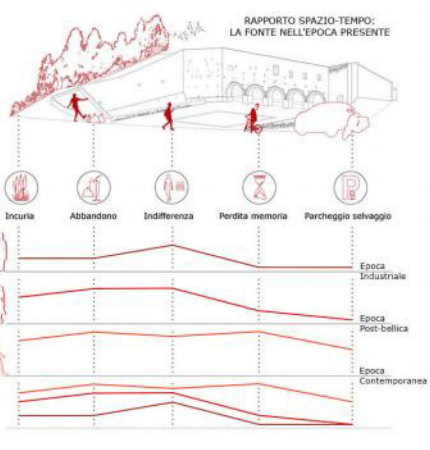 RAPPORTO SPAZIO-TEMPO:
LA FONTE NELL'EPOCA PRESENTE
P
Incuria
Abbandono
Indifferenza
Perdita memoria
Parcheggio selvaggio
Epoca
Industriale
Epoca
Post-bellica
Epoca
Contemporanea